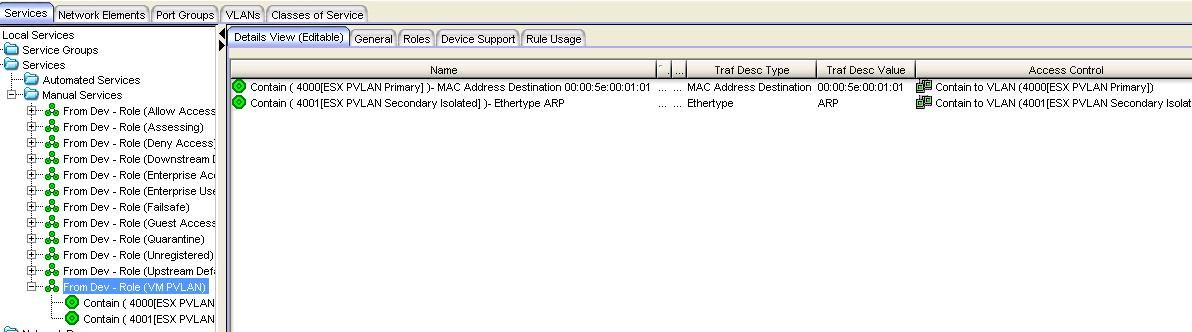 Services Network Elements Port Groups VLANs Classes of Service
Local Services
Service Groups
Services
Automated Services
Manual Services
From Dev - Role (Allow Access
From Dev - Role (Assessing)
From Dev - Role (Deny Access
From Dev - Role (Downstream D
From Dev - Role (Enterprise Acc
From Dev - Role (Enterprise Use
From Dev - Role (Failsafe)
From Dev - Role (Guest Access
From Dev - Role (Quarantine)
From Dev - Role (Unregistered)
From Dev - Role (Upstream Defa
From Dev - Role (VM PVLAN)
Contain ( 4000[ESX PVLAN
Contain ( 4001[ESX PVLAN
Details View (Editable) General Roles Device Support Rule Usage
Name ... ... Traf Desc Type Traf Desc Value Access Control
Contain ( 4000[ESX PVLAN Primary] )- MAC Address Destination 00:00:5e:00:01:01 ... ... MAC Address Destination 00:00:5e:00:01:01 Contain to VLAN (4000[ESX PVLAN Primary])
Contain ( 4001[ESX PVLAN Secondary Isolated] )- Ethertype ARP ... ... Ethertype ARP Contain to VLAN (4001[ESX PVLAN Secondary Isolat